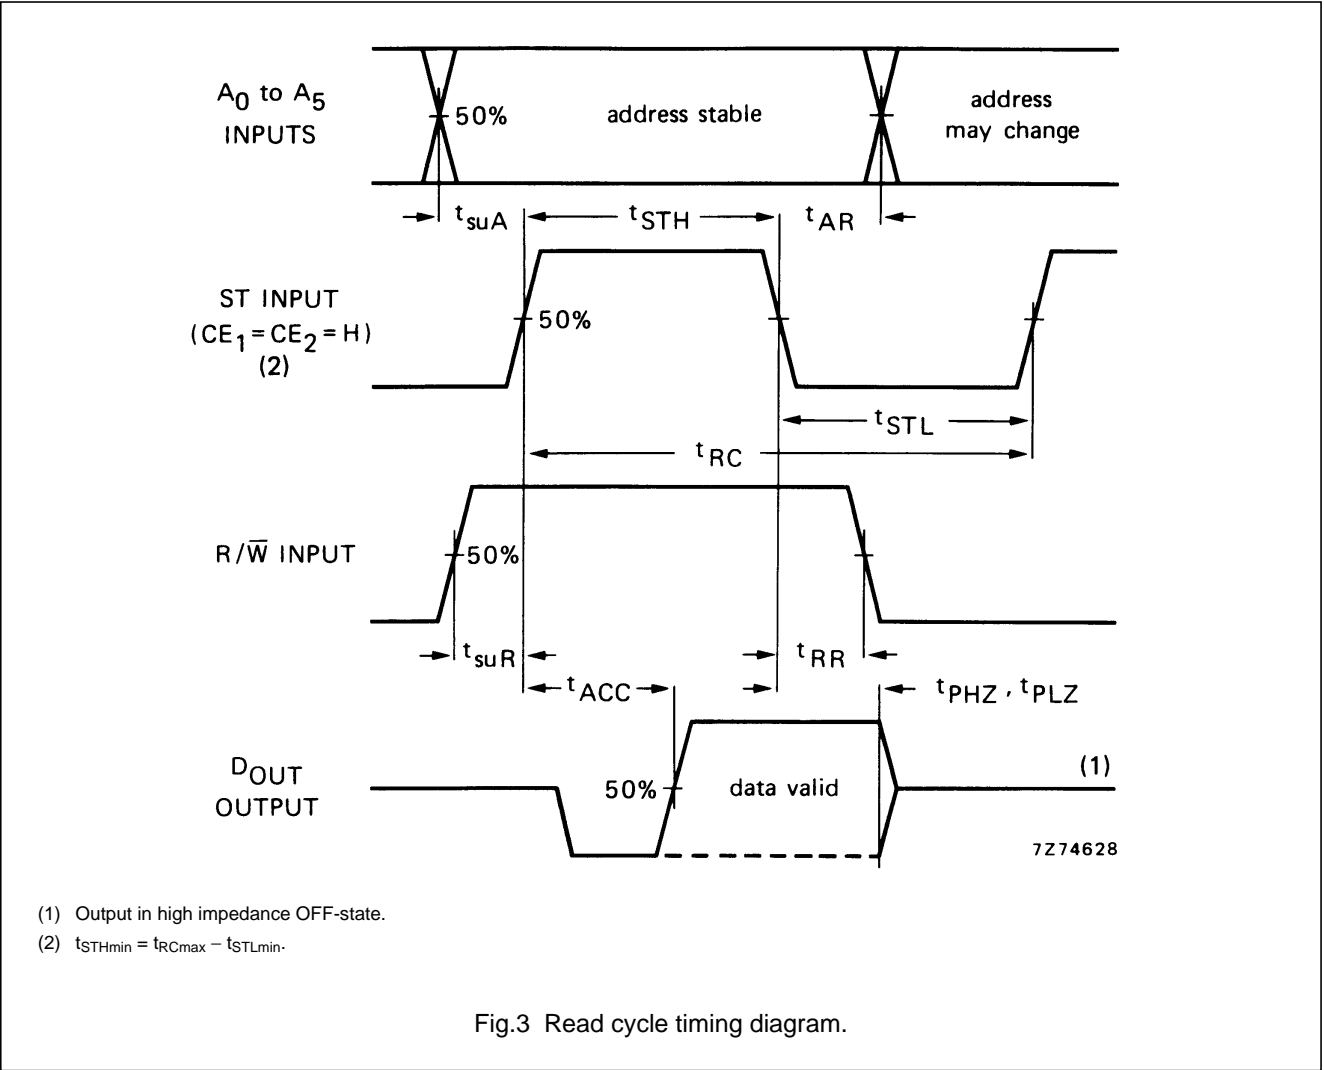 A0 to A5
INPUTS
50%
address stable
address
may change
tsuA
tSTH
tAR
ST INPUT
(CE1=CE2=H)
(2)
50%
tSTL
tRC
R/W̅ INPUT
50%
tsuR
tRR
tACC
tPHZ, tPLZ
DOUT
OUTPUT
50%
data valid
(1)
7Z74628
(1) Output in high impedance OFF-state.
(2) tSTHmin = tRCmax − tSTLmin.
Fig.3 Read cycle timing diagram.